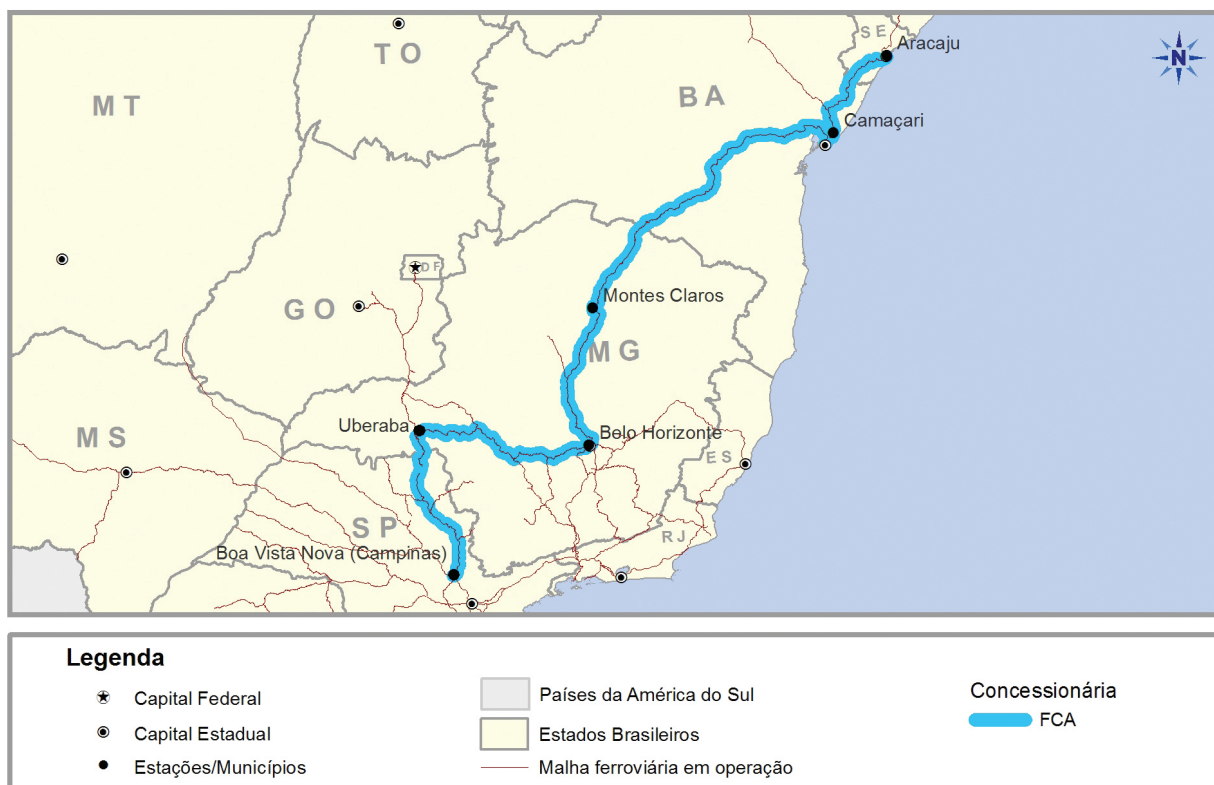 S E
Aracaju
N
T O
M T
B A
Camaçari
D F
G O
Montes Claros
M G
Uberaba
Belo Horizonte
M S
E S
S P
R J
Boa Vista Nova (Campinas)
Legenda
Capital Federal
Capital Estadual
Estações/Municípios
Países da América do Sul
Estados Brasileiros
Malha ferroviária em operação
Concessionária
FCA